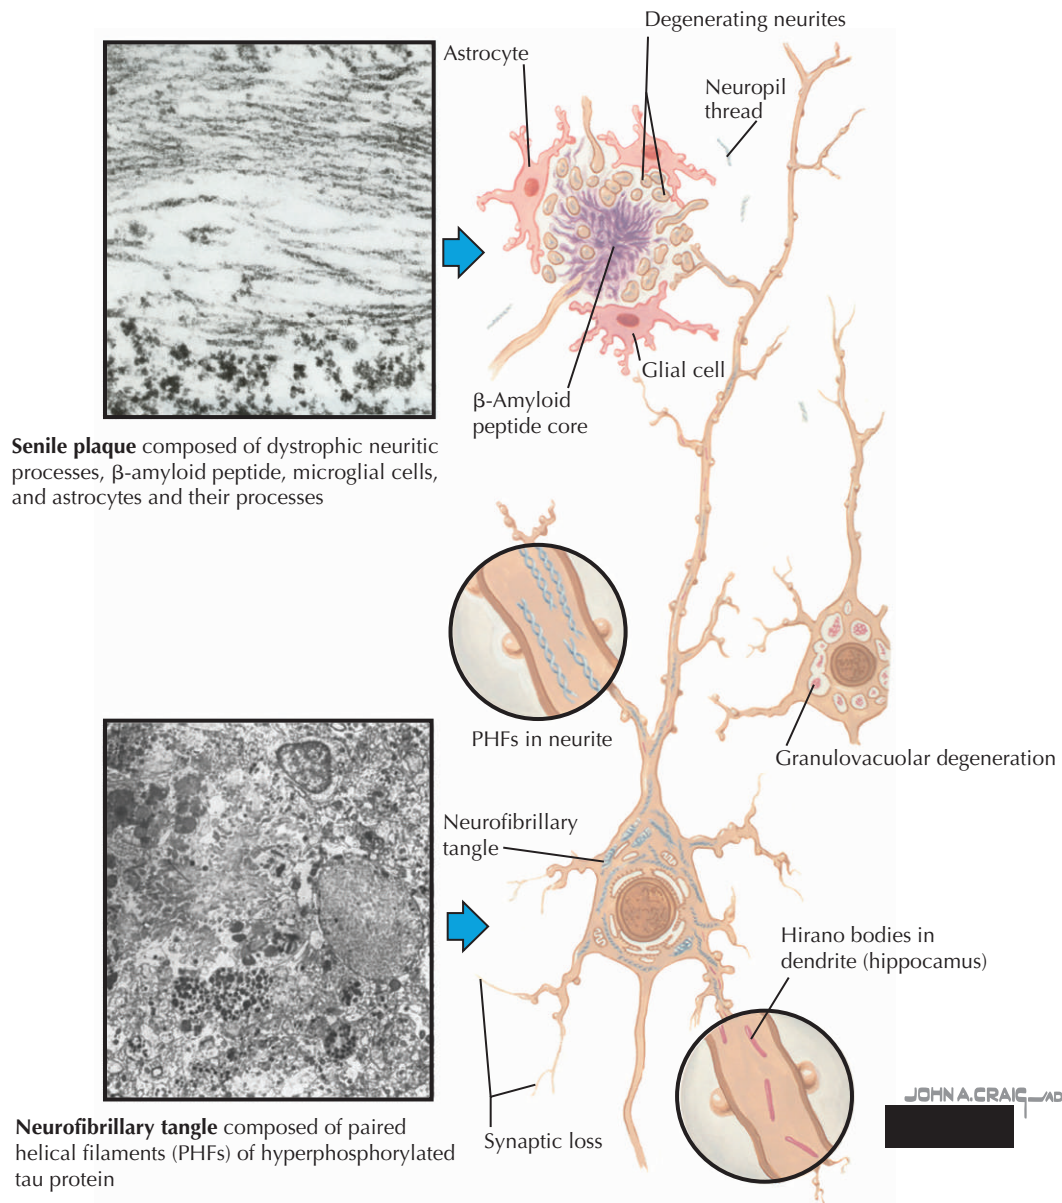 Degenerating neurites
Astrocyte
Neuropil
thread
Glial cell
β-Amyloid
peptide core
Senile plaque composed of dystrophic neuritic
processes, β-amyloid peptide, microglial cells,
and astrocytes and their processes
PHFs in neurite
Granulovacuolar degeneration
Neurofibrillary
tangle
Hirano bodies in
dendrite (hippocamus)
Synaptic loss
JOHN A. CRAIG—AD
Neurofibrillary tangle composed of paired
helical filaments (PHFs) of hyperphosphorylated
tau protein